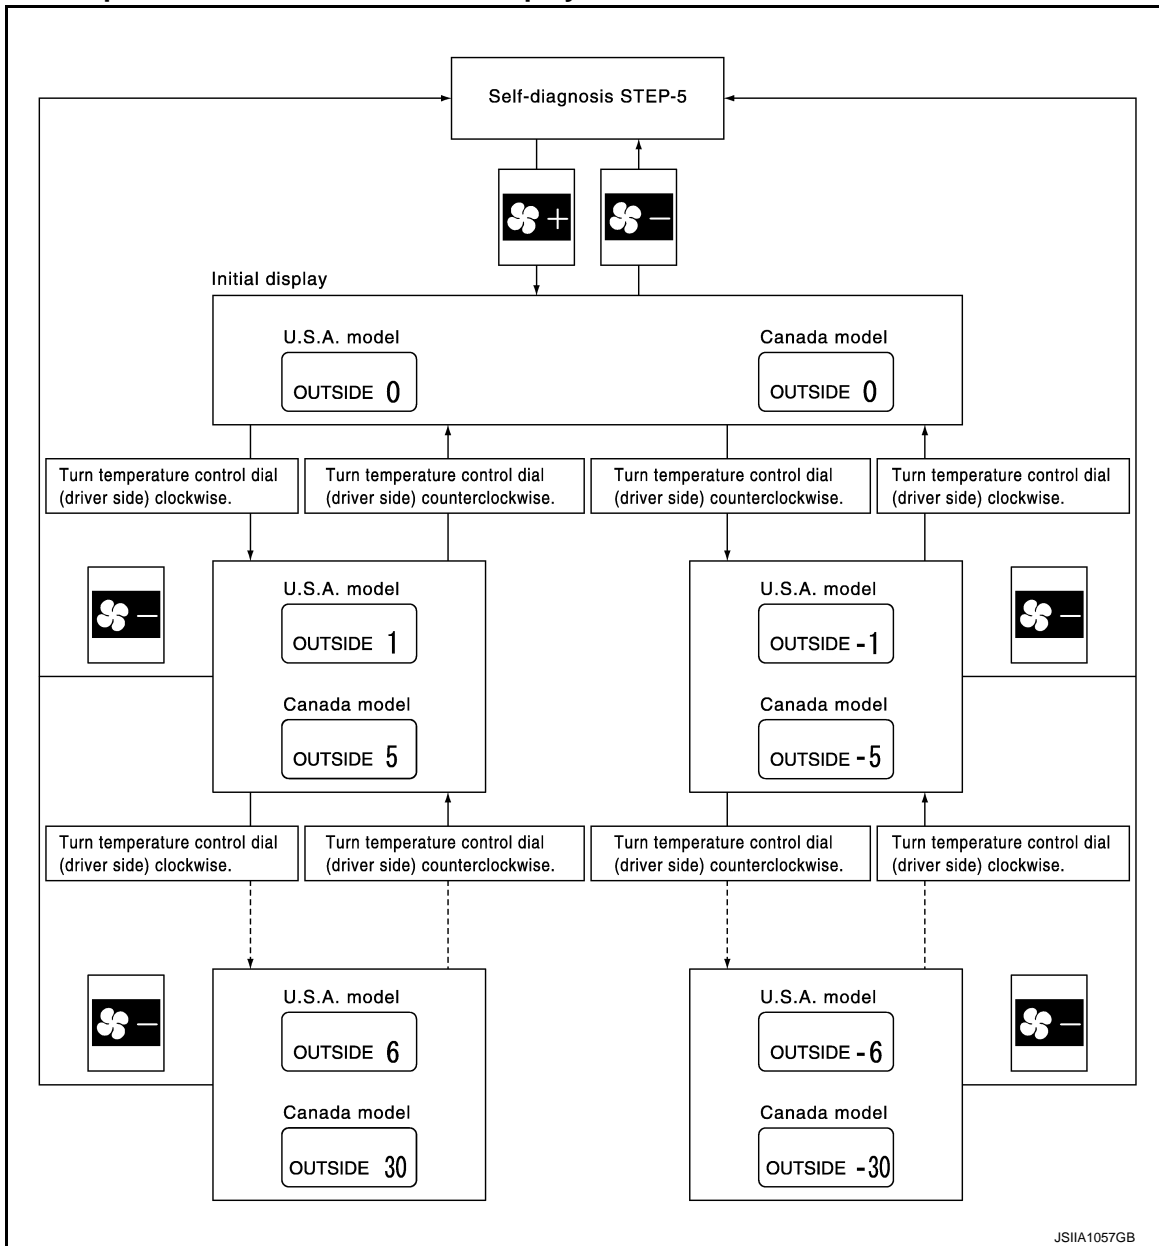 Self-diagnosis STEP-5
+ −
Initial display
U.S.A. model Canada model
OUTSIDE 0 OUTSIDE 0
Turn temperature control dial
(driver side) clockwise.
Turn temperature control dial
(driver side) counterclockwise.
Turn temperature control dial
(driver side) counterclockwise.
Turn temperature control dial
(driver side) clockwise.
−
U.S.A. model
OUTSIDE 1
Canada model
OUTSIDE 5
U.S.A. model
OUTSIDE -1
Canada model
OUTSIDE -5
−
Turn temperature control dial
(driver side) clockwise.
Turn temperature control dial
(driver side) counterclockwise.
Turn temperature control dial
(driver side) counterclockwise.
Turn temperature control dial
(driver side) clockwise.
−
U.S.A. model
OUTSIDE 6
Canada model
OUTSIDE 30
U.S.A. model
OUTSIDE -6
Canada model
OUTSIDE -30
−
JSIIA1057GB